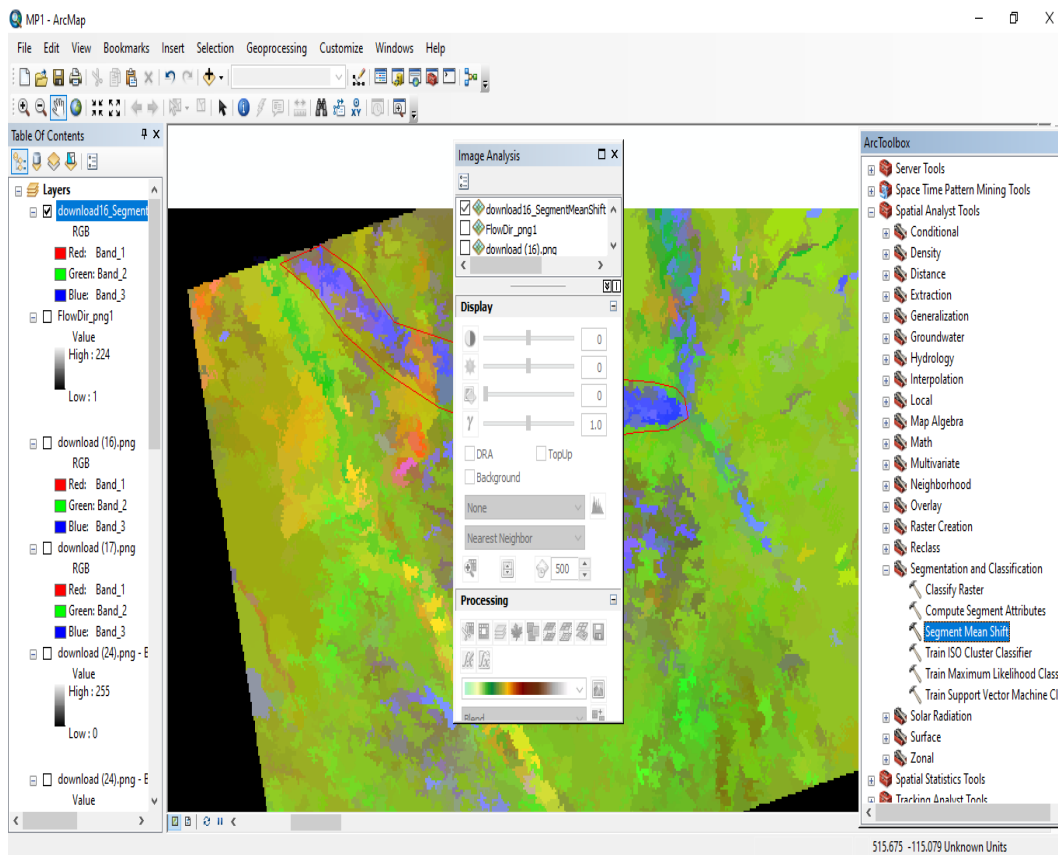 MP1 - ArcMap
File Edit View Bookmarks Insert Selection Geoprocessing Customize Windows Help
Table Of Contents
Layers
download16_Segment
RGB
Red: Band_1
Green: Band_2
Blue: Band_3
FlowDir_png1
Value
High : 224
Low : 1
download (16).png
RGB
Red: Band_1
Green: Band_2
Blue: Band_3
download (17).png
RGB
Red: Band_1
Green: Band_2
Blue: Band_3
download (24).png - E
Value
High : 255
Low : 0
download (24).png - E
Value
Image Analysis
download16_SegmentMeanShift
FlowDir_png1
download (16).png
Display
0
0
0
1.0
DRA TopUp
Background
None
Nearest Neighbor
500
Processing
Blend
ArcToolbox
Server Tools
Space Time Pattern Mining Tools
Spatial Analyst Tools
Conditional
Density
Distance
Extraction
Generalization
Groundwater
Hydrology
Interpolation
Local
Map Algebra
Math
Multivariate
Neighborhood
Overlay
Raster Creation
Reclass
Segmentation and Classification
Classify Raster
Compute Segment Attributes
Segment Mean Shift
Train ISO Cluster Classifier
Train Maximum Likelihood Class
Train Support Vector Machine Cl
Solar Radiation
Surface
Zonal
Spatial Statistics Tools
Tracking Analyst Tools
515.675 -115.079 Unknown Units